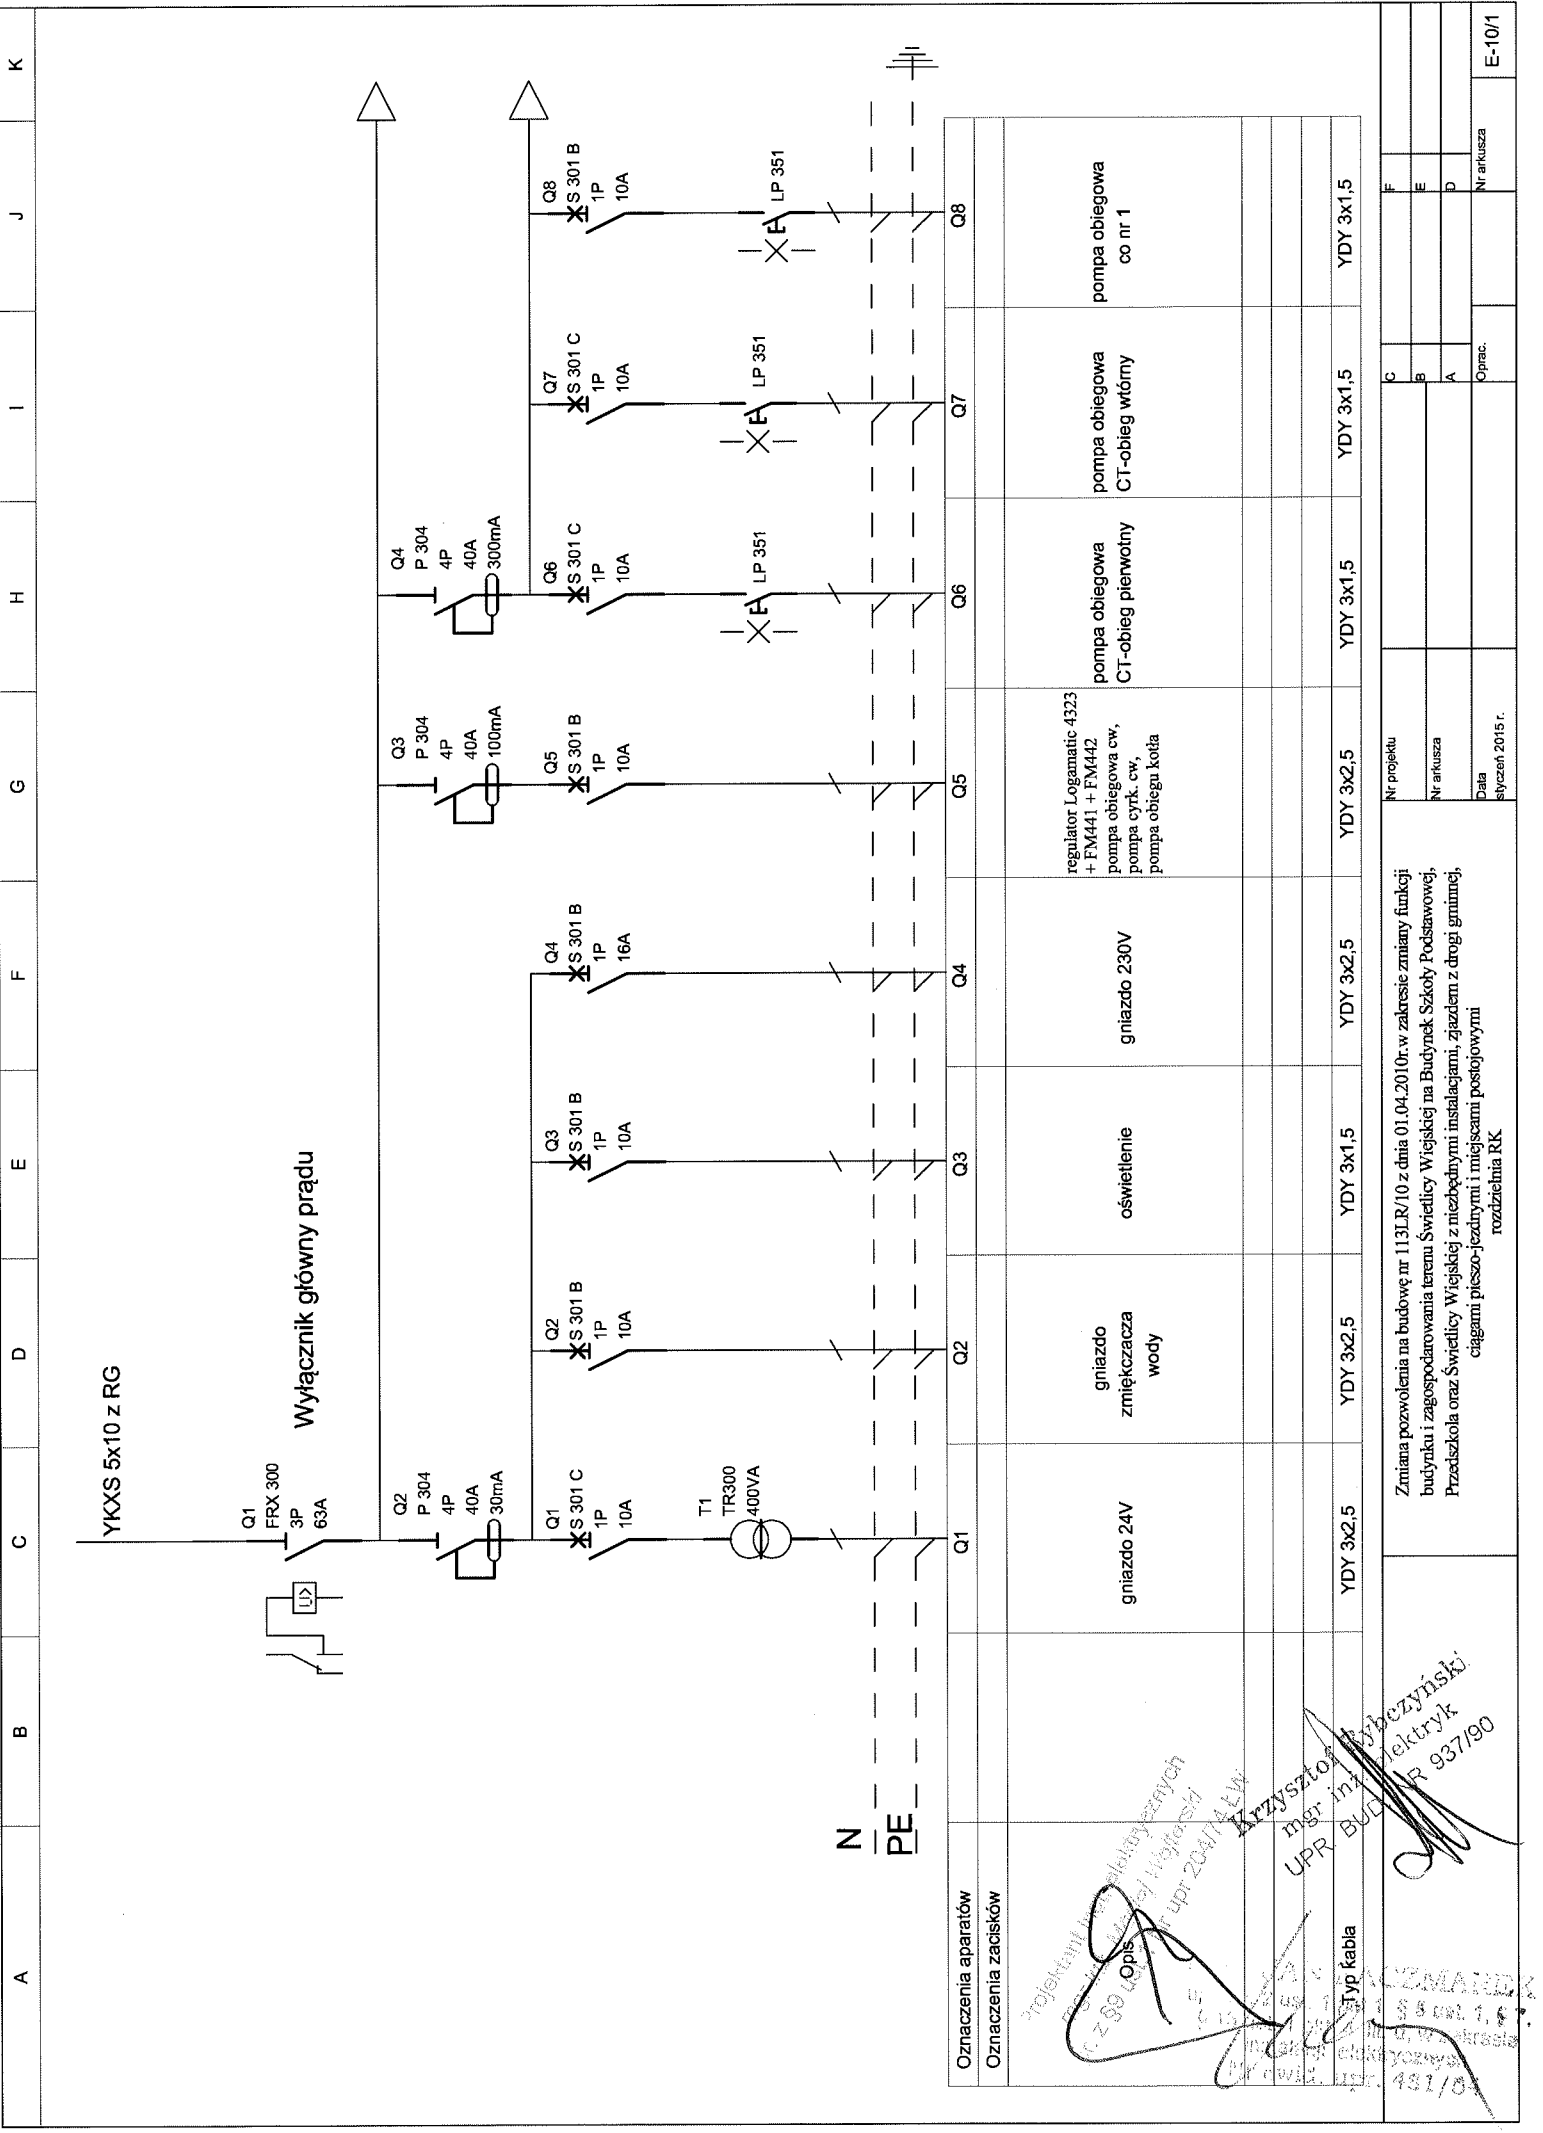 A
B
C
D
E
F
G
H
I
J
K
YKXS 5x10 z RG
Q1
FRX 300
3P
63A
U>
Wyłącznik główny prądu
Q2
P 304
4P
40A
30mA
Q3
P 304
4P
40A
100mA
Q4
P 304
4P
40A
300mA
Q1
S 301 C
1P
10A
Q2
S 301 B
1P
10A
Q3
S 301 B
1P
10A
Q4
S 301 B
1P
16A
Q5
S 301 B
1P
10A
Q6
S 301 C
1P
10A
Q7
S 301 C
1P
10A
Q8
S 301 B
1P
10A
T1
TR300
400VA
LP 351
LP 351
LP 351
N
PE
Oznaczenia aparatów
Q1
Q2
Q3
Q4
Q5
Q6
Q7
Q8
Oznaczenia zacisków
Opis
gniazdo 24V
gniazdo
zmiękczacza
wody
oświetlenie
gniazdo 230V
regulator Logamatic 4323
+ FM441 + FM442
pompa obiegowa cw,
pompa cyrk. cw,
pompa obiegu kotła
pompa obiegowa
CT-obieg pierwotny
pompa obiegowa
CT-obieg wtórny
pompa obiegowa
co nr 1
Typ kabla
YDY 3x2,5
YDY 3x2,5
YDY 3x1,5
YDY 3x2,5
YDY 3x2,5
YDY 3x1,5
YDY 3x1,5
YDY 3x1,5
Projektant
upr 204/74
Krzysztof Rybczyński
mgr inż. elektryk
UPR. BUD. NR 937/90
upr. 481/
Zmiana pozwolenia na budowę nr 113LR/10 z dnia 01.04.2010r.w zakresie zmiany funkcji
budynku i zagospodarowania terenu Świetlicy Wiejskiej na Budynek Szkoły Podstawowej,
Przedszkola oraz Świetlicy Wiejskiej z niezbędnymi instalacjami, zjazdem z drogi gminnej,
ciągami pieszo-jezdnymi i miejscami postojowymi
rozdzielnia RK
Nr projektu
Nr arkusza
Data
styczeń 2015 r.
C
B
A
Oprac.
F
E
D
Nr arkusza
E-10/1